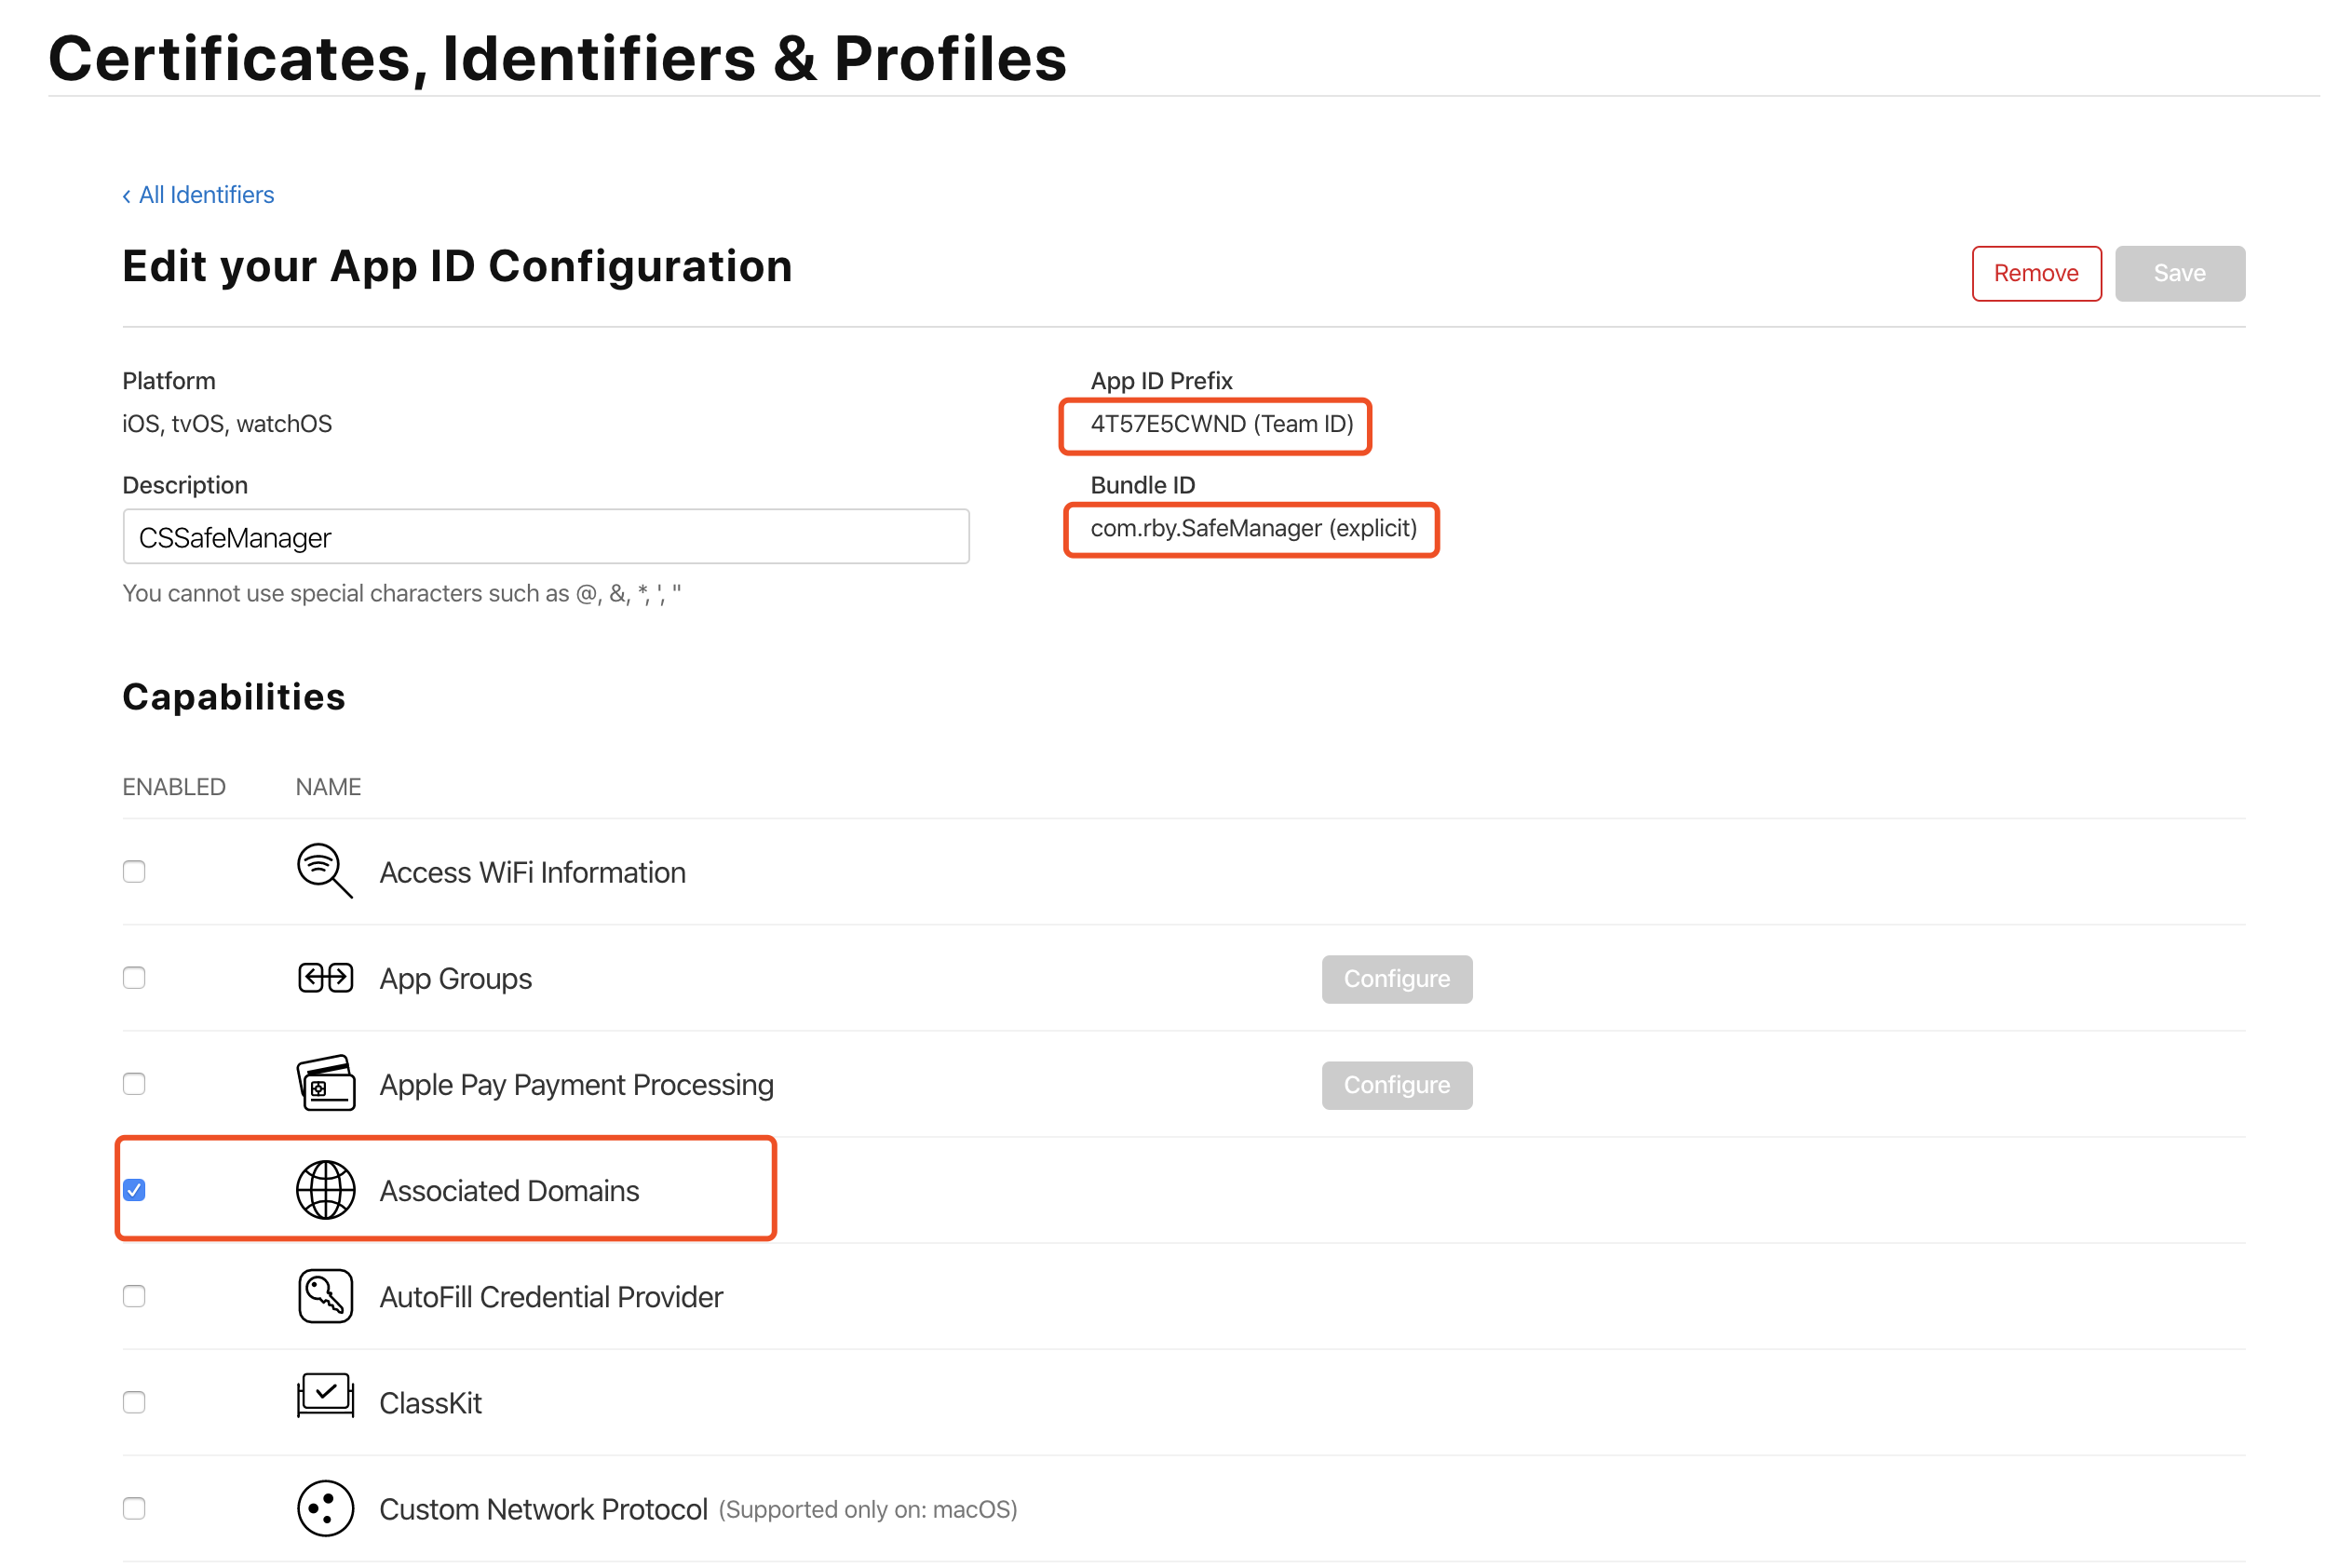 Certificates, Identifiers & Profiles
‹ All Identifiers
Edit your App ID Configuration
Remove
Save
Platform
iOS, tvOS, watchOS
App ID Prefix
4T57E5CWND (Team ID)
Description
CSSafeManager
You cannot use special characters such as @, &, *, ', "
Bundle ID
com.rby.SafeManager (explicit)
Capabilities
ENABLED NAME
Access WiFi Information
App Groups Configure
Apple Pay Payment Processing Configure
Associated Domains
AutoFill Credential Provider
ClassKit
Custom Network Protocol (Supported only on: macOS)